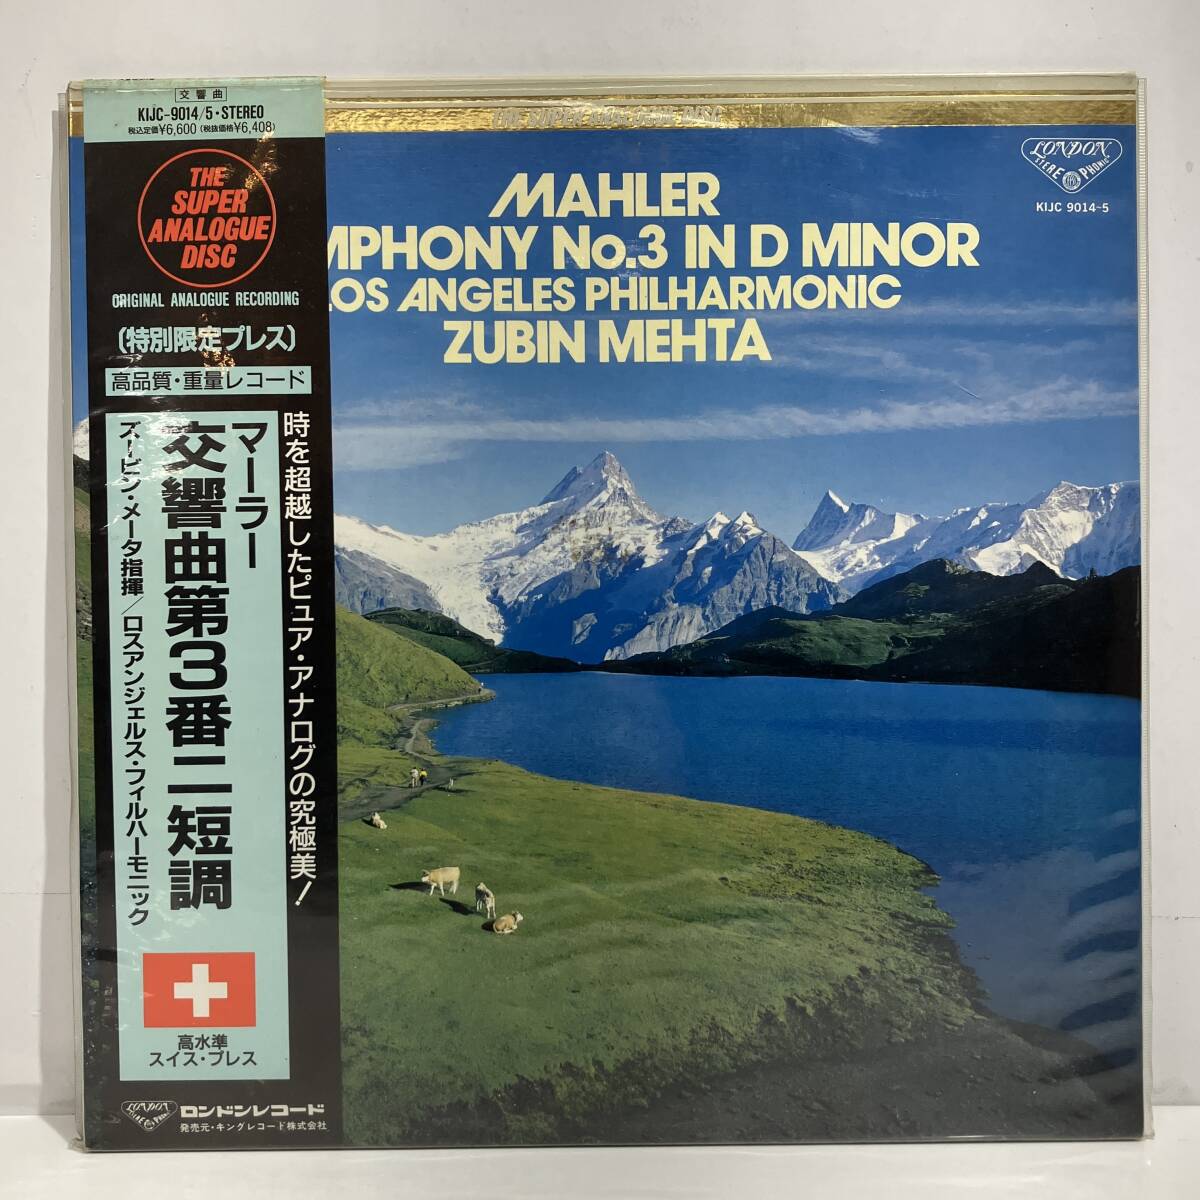 交響曲
KIJC-9014/5・STEREO
税込定価¥6,600(税抜価格¥6,408)
THE
SUPER
ANALOGUE
DISC
ORIGINAL ANALOGUE RECORDING
〔特別限定プレス〕
高品質・重量レコード
時を超越したピュア・アナログの究極美!
マーラー
交響曲第3番ニ短調
ズービン・メータ指揮/ロスアンジェルス・フィルハーモニック
高水準
スイス・プレス
LONDON
ロンドンレコード
発売元・キングレコード株式会社
THE SUPER ANALOGUE DISC
LONDON
STEREOPHONIC
KIJC 9014~5
MAHLER
MPHONY No.3 IN D MINOR
LOS ANGELES PHILHARMONIC
ZUBIN MEHTA